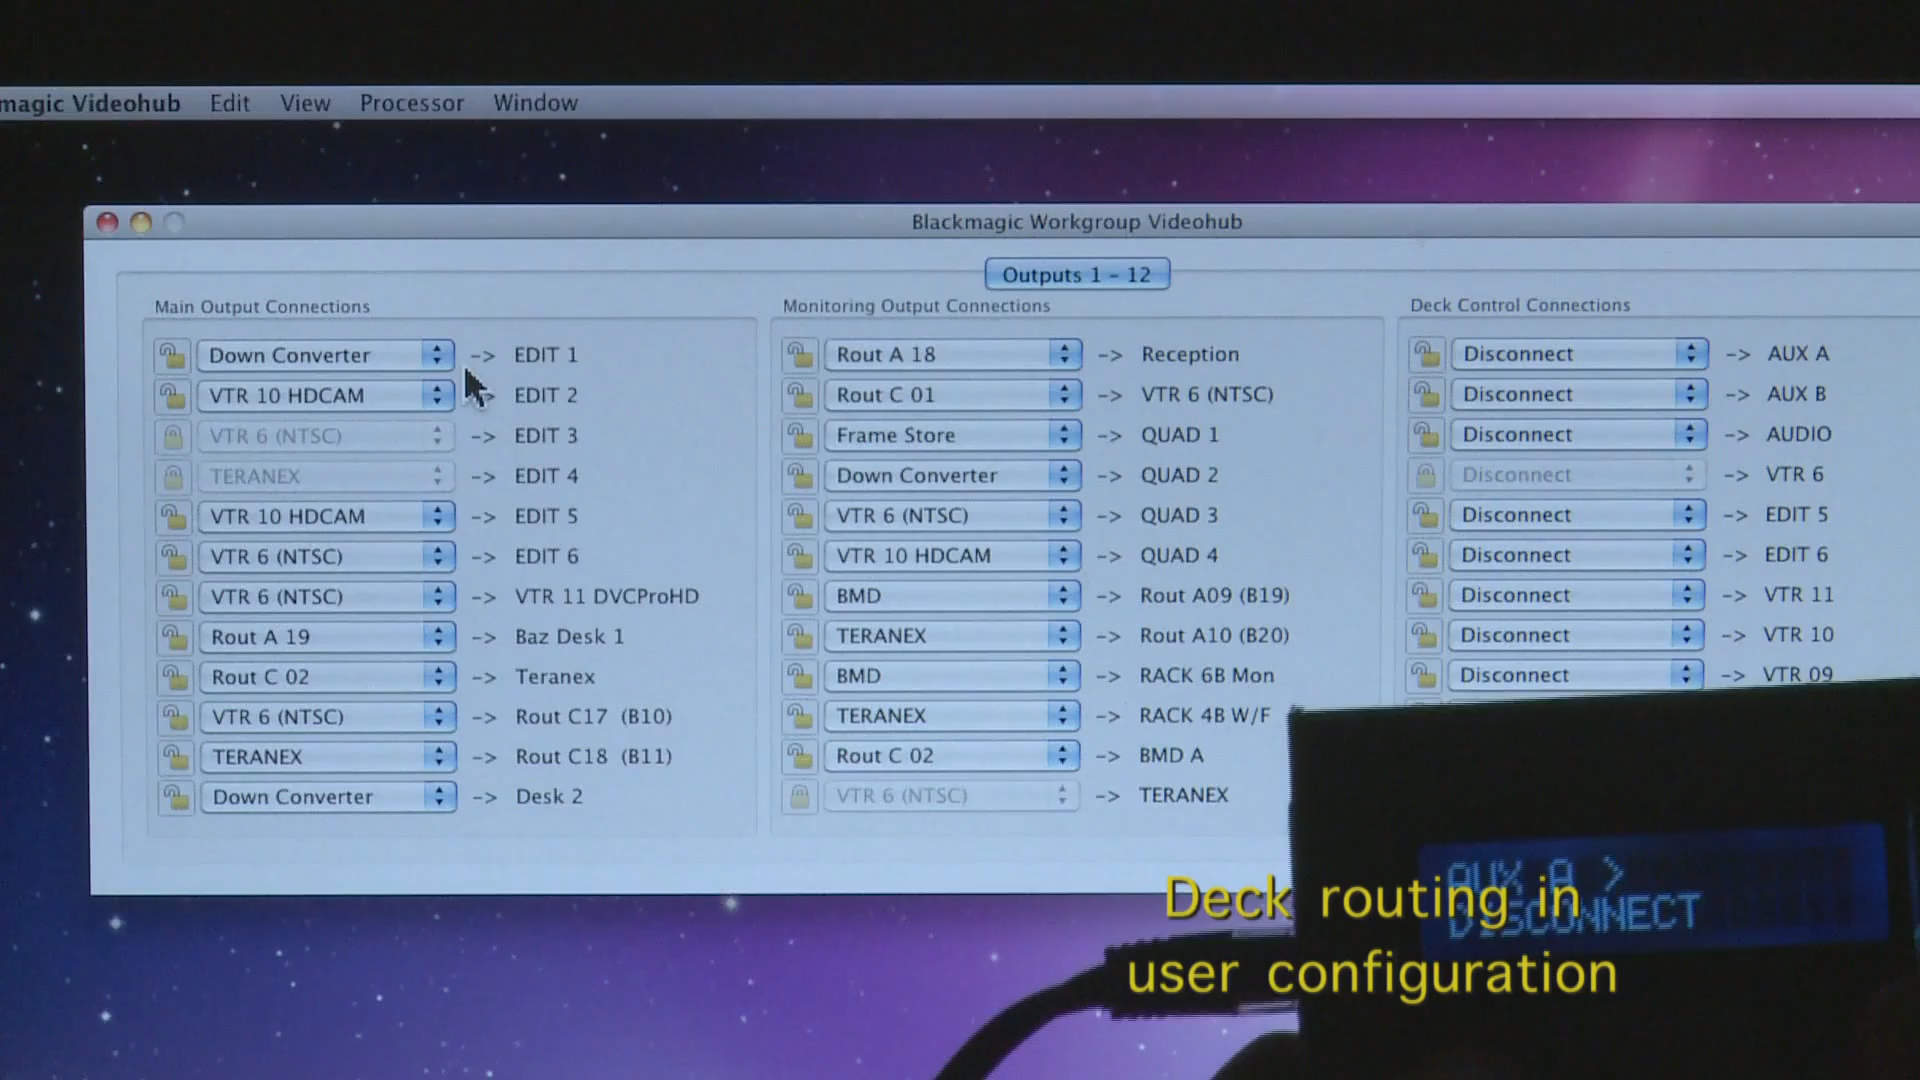 magic Videohub Edit View Processor Window
Blackmagic Workgroup Videohub
Outputs 1 - 12
Main Output Connections
Down Converter -> EDIT 1
VTR 10 HDCAM -> EDIT 2
VTR 6 (NTSC) -> EDIT 3
TERANEX -> EDIT 4
VTR 10 HDCAM -> EDIT 5
VTR 6 (NTSC) -> EDIT 6
VTR 6 (NTSC) -> VTR 11 DVCProHD
Rout A 19 -> Baz Desk 1
Rout C 02 -> Teranex
VTR 6 (NTSC) -> Rout C17 (B10)
TERANEX -> Rout C18 (B11)
Down Converter -> Desk 2
Monitoring Output Connections
Rout A 18 -> Reception
Rout C 01 -> VTR 6 (NTSC)
Frame Store -> QUAD 1
Down Converter -> QUAD 2
VTR 6 (NTSC) -> QUAD 3
VTR 10 HDCAM -> QUAD 4
BMD -> Rout A09 (B19)
TERANEX -> Rout A10 (B20)
BMD -> RACK 6B Mon
TERANEX -> RACK 4B W/F
Rout C 02 -> BMD A
VTR 6 (NTSC) -> TERANEX
Deck Control Connections
Disconnect -> AUX A
Disconnect -> AUX B
Disconnect -> AUDIO
Disconnect -> VTR 6
Disconnect -> EDIT 5
Disconnect -> EDIT 6
Disconnect -> VTR 11
Disconnect -> VTR 10
Disconnect -> VTR 09
AUX A >
DISCONNECT
Deck routing in
user configuration